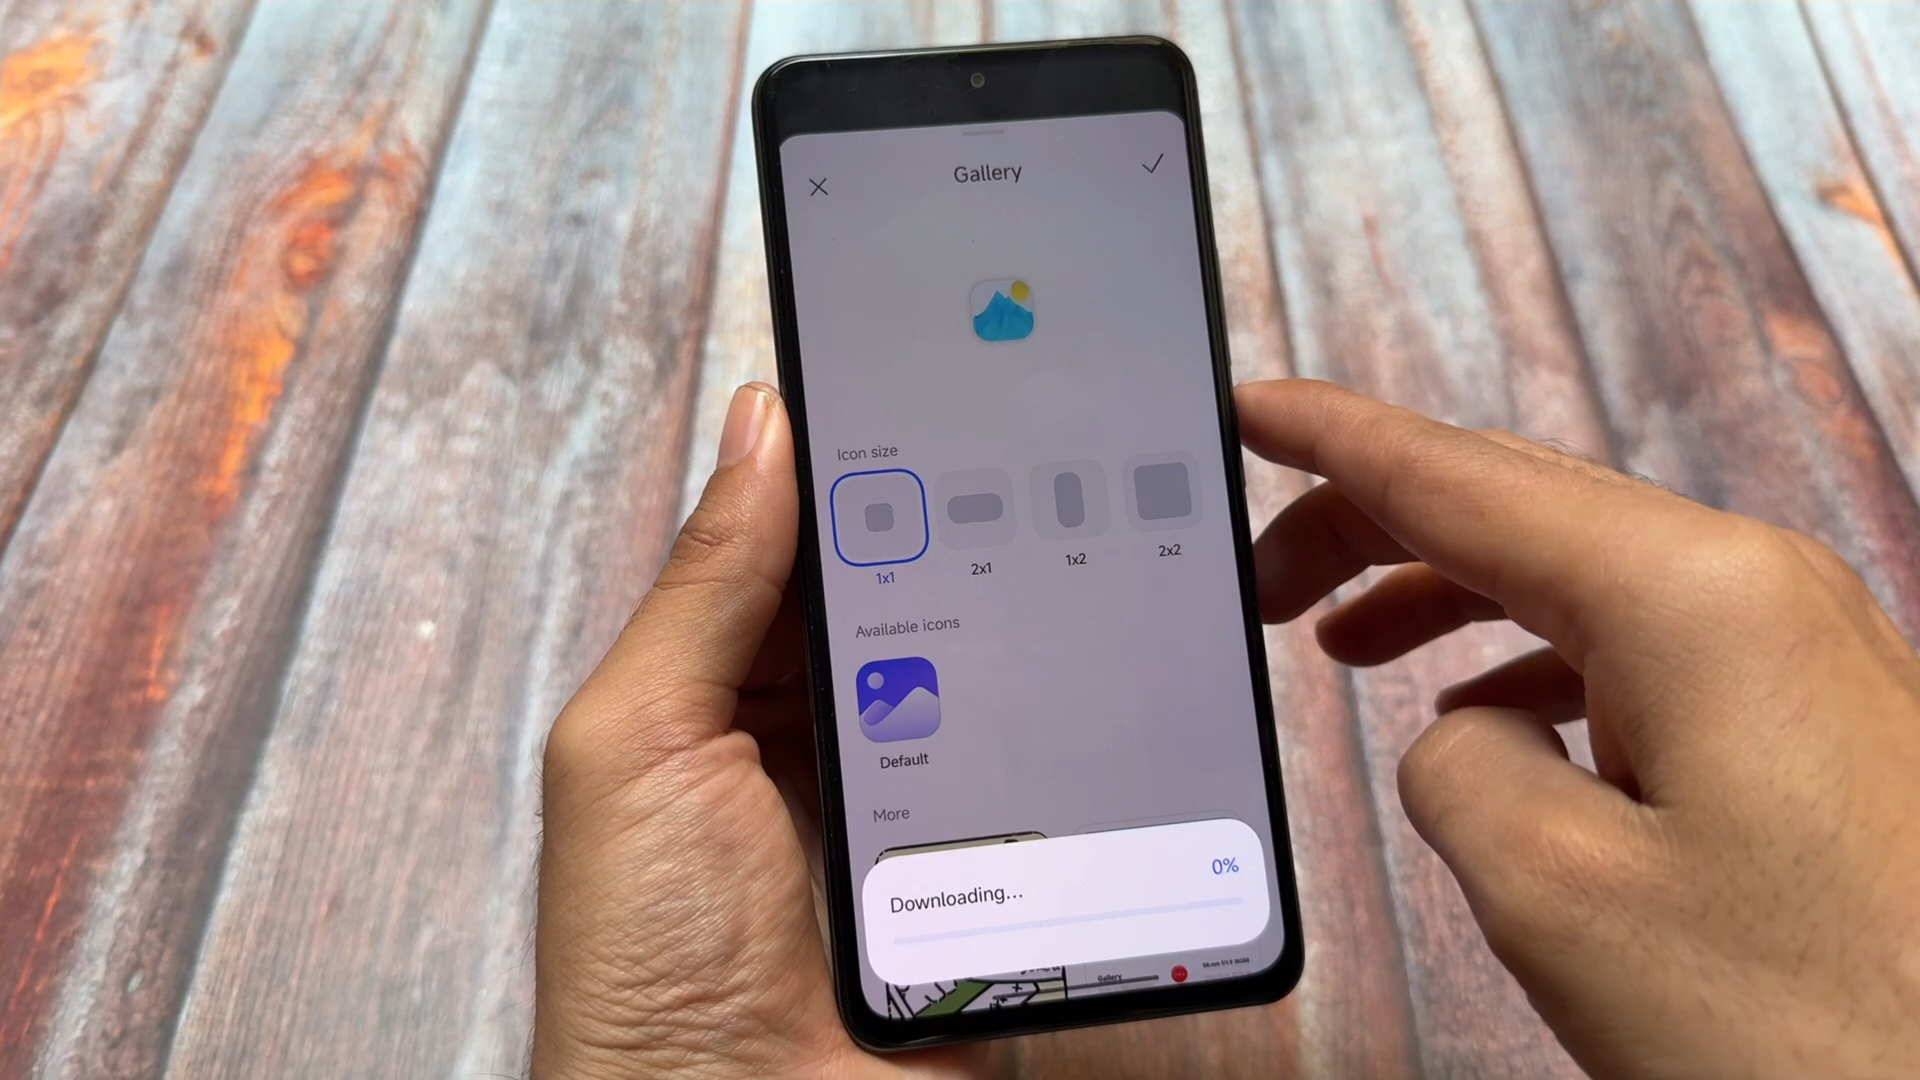 Gallery
Icon size
1x1
2x1
1x2
2x2
Available icons
Default
More
Downloading...
0%
Gallery